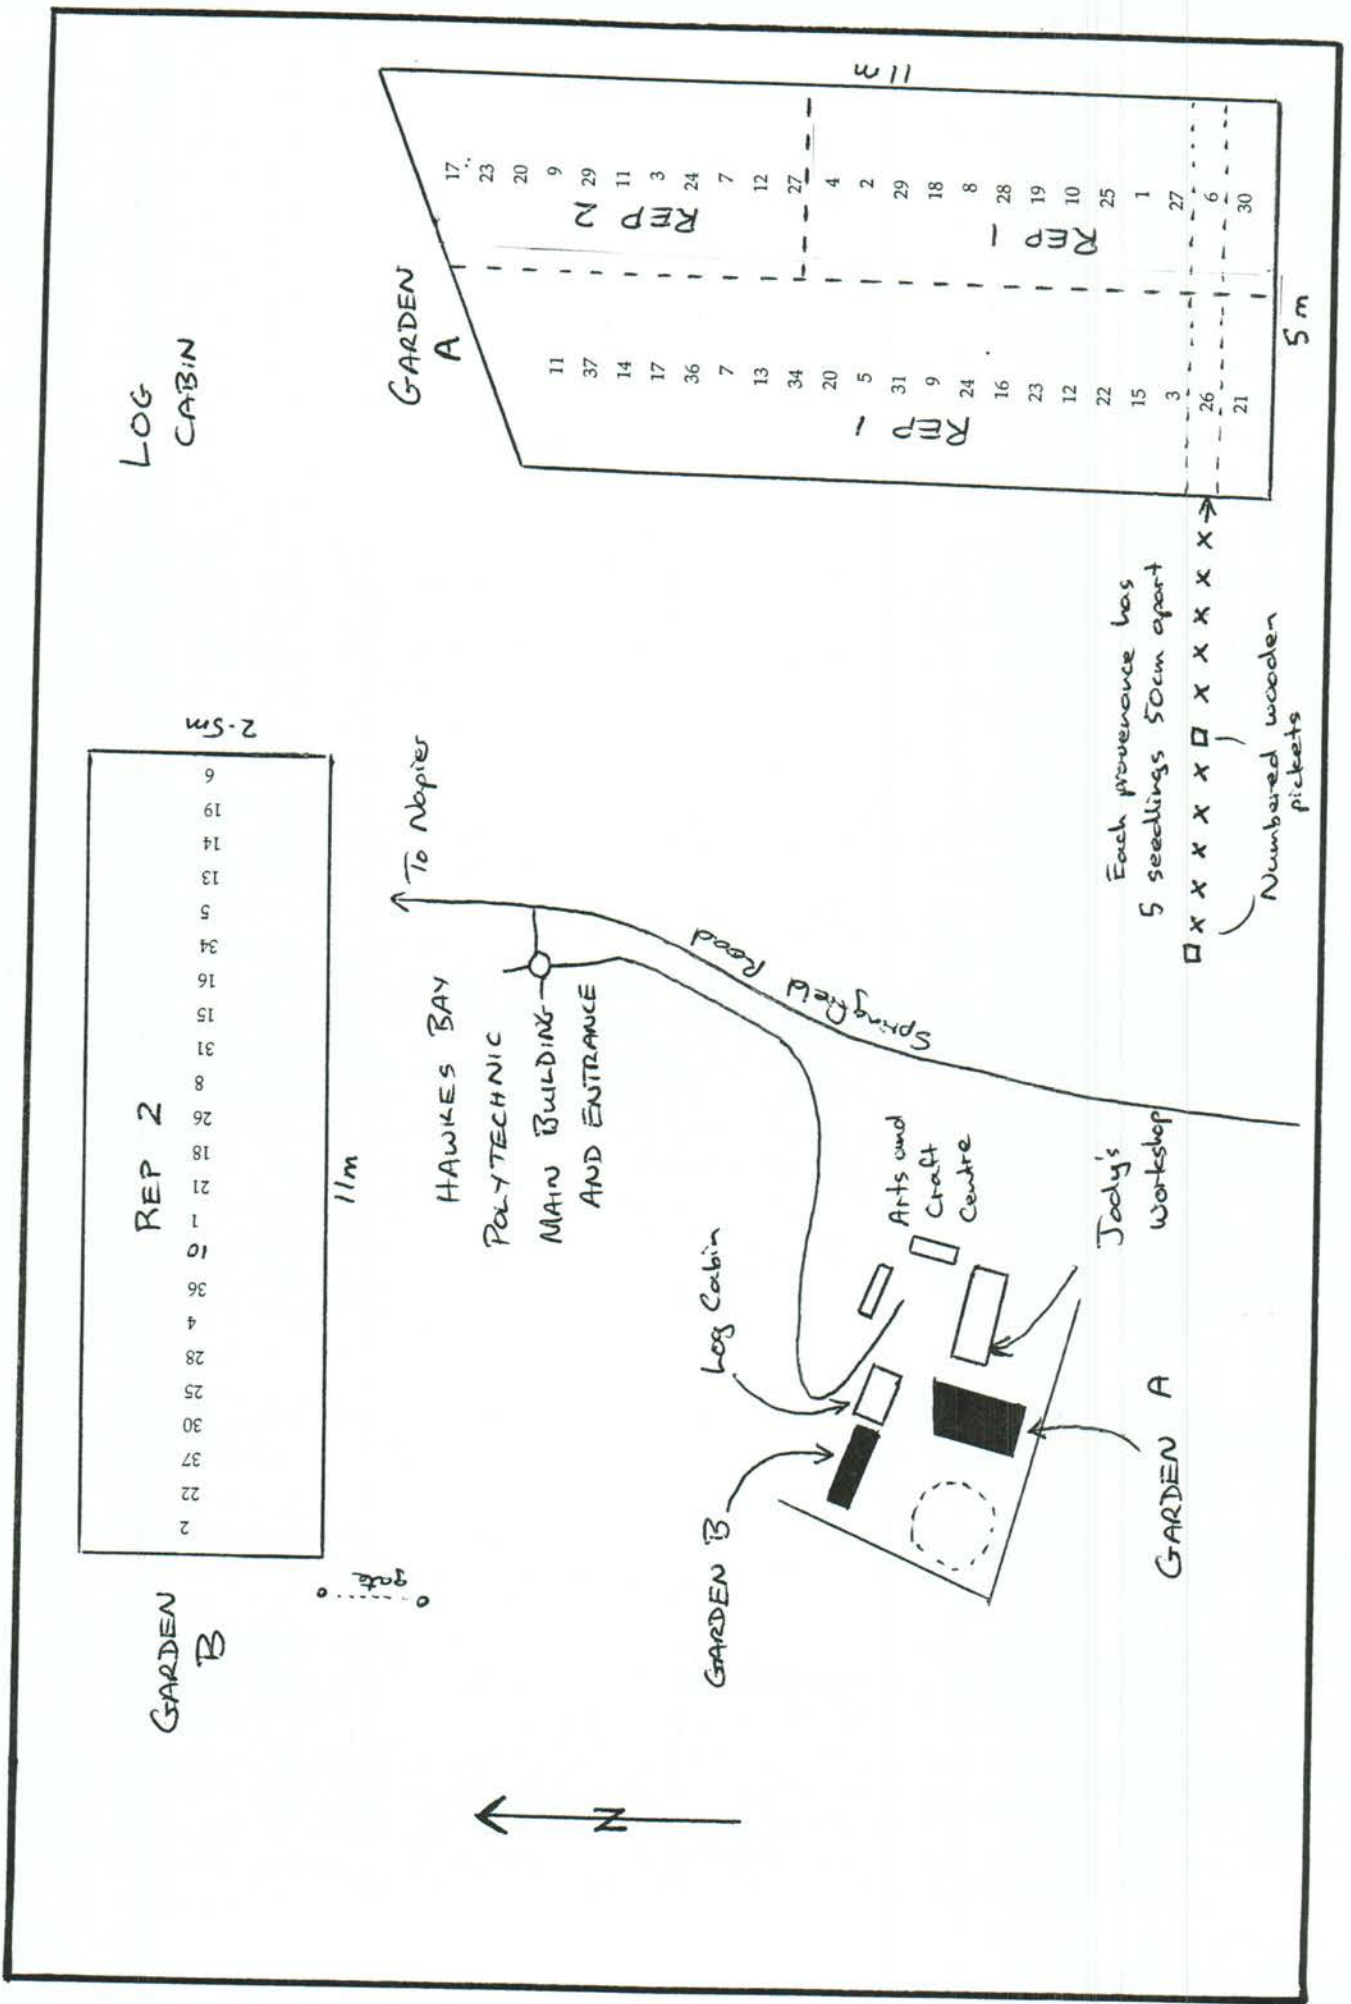 GARDEN
B
REP 2
2
22
37
30
25
28
4
36
10
1
21
18
26
8
31
15
16
34
5
13
14
19
6
2.5m
11m
gate
LOG
CABIN
GARDEN
A
11m
17
23
20
9
29
11
3
24
7
12
27
REP 2
4
2
29
18
8
28
19
10
25
1
27
6
30
REP 1
11
37
14
17
36
7
13
34
20
5
31
9
24
16
23
12
22
15
3
26
21
REP 1
5m
N
HAWKES BAY
POLYTECHNIC
MAIN BUILDING
AND ENTRANCE
To Napier
Springfield Road
Log Cabin
GARDEN B
Arts and
Craft
Centre
Jody's
Workshop
GARDEN A
Each provenance has
5 seedlings 50cm apart
x x x x x x x x x x
Numbered wooden
pickets